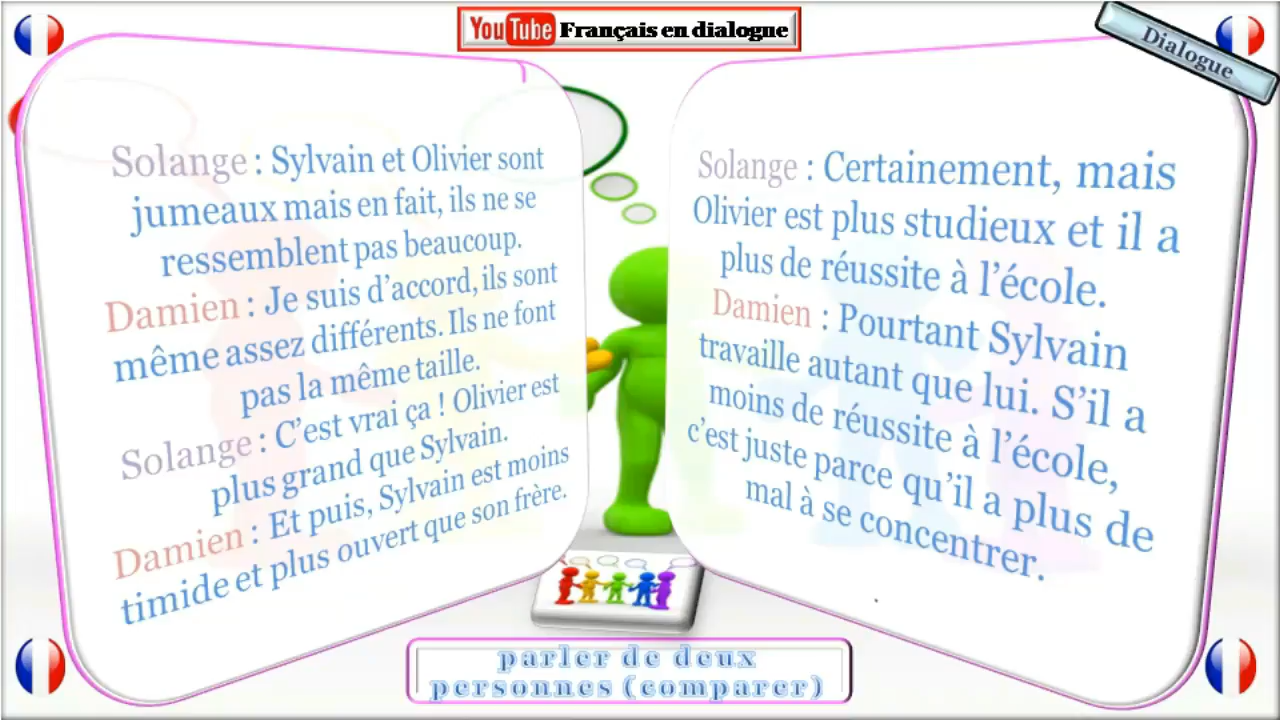 YouTube Français en dialogue
Dialogue
Solange : Sylvain et Olivier sont
jumeaux mais en fait, ils ne se
ressemblent pas beaucoup.
Damien : Je suis d'accord, ils sont
même assez différents. Ils ne font
pas la même taille.
Solange : C'est vrai ça ! Olivier est
plus grand que Sylvain.
Damien : Et puis, Sylvain est moins
timide et plus ouvert que son frère.
Solange : Certainement, mais
Olivier est plus studieux et il a
plus de réussite à l'école.
Damien : Pourtant Sylvain
travaille autant que lui. S'il a
moins de réussite à l'école,
c'est juste parce qu'il a plus de
mal à se concentrer.
parler de deux
personnes (comparer)